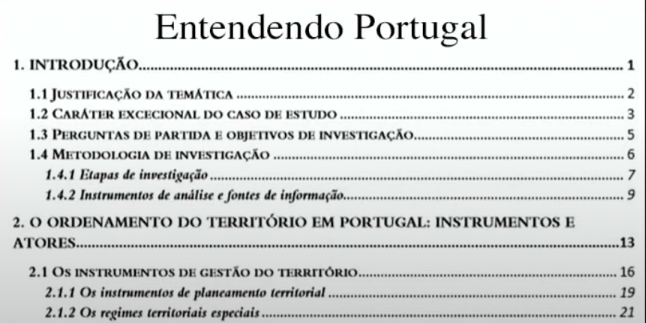 Entendendo Portugal
1. INTRODUÇÃO 1
1.1 JUSTIFICAÇÃO DA TEMÁTICA 2
1.2 CARÁTER EXCECIONAL DO CASO DE ESTUDO 3
1.3 PERGUNTAS DE PARTIDA E OBJETIVOS DE INVESTIGAÇÃO 5
1.4 METODOLOGIA DE INVESTIGAÇÃO 6
1.4.1 Etapas de investigação 7
1.4.2 Instrumentos de análise e fontes de informação 9
2. O ORDENAMENTO DO TERRITÓRIO EM PORTUGAL: INSTRUMENTOS E
ATORES 13
2.1 OS INSTRUMENTOS DE GESTÃO DO TERRITÓRIO 16
2.1.1 Os instrumentos de planeamento territorial 19
2.1.2 Os regimes territoriais especiais 21